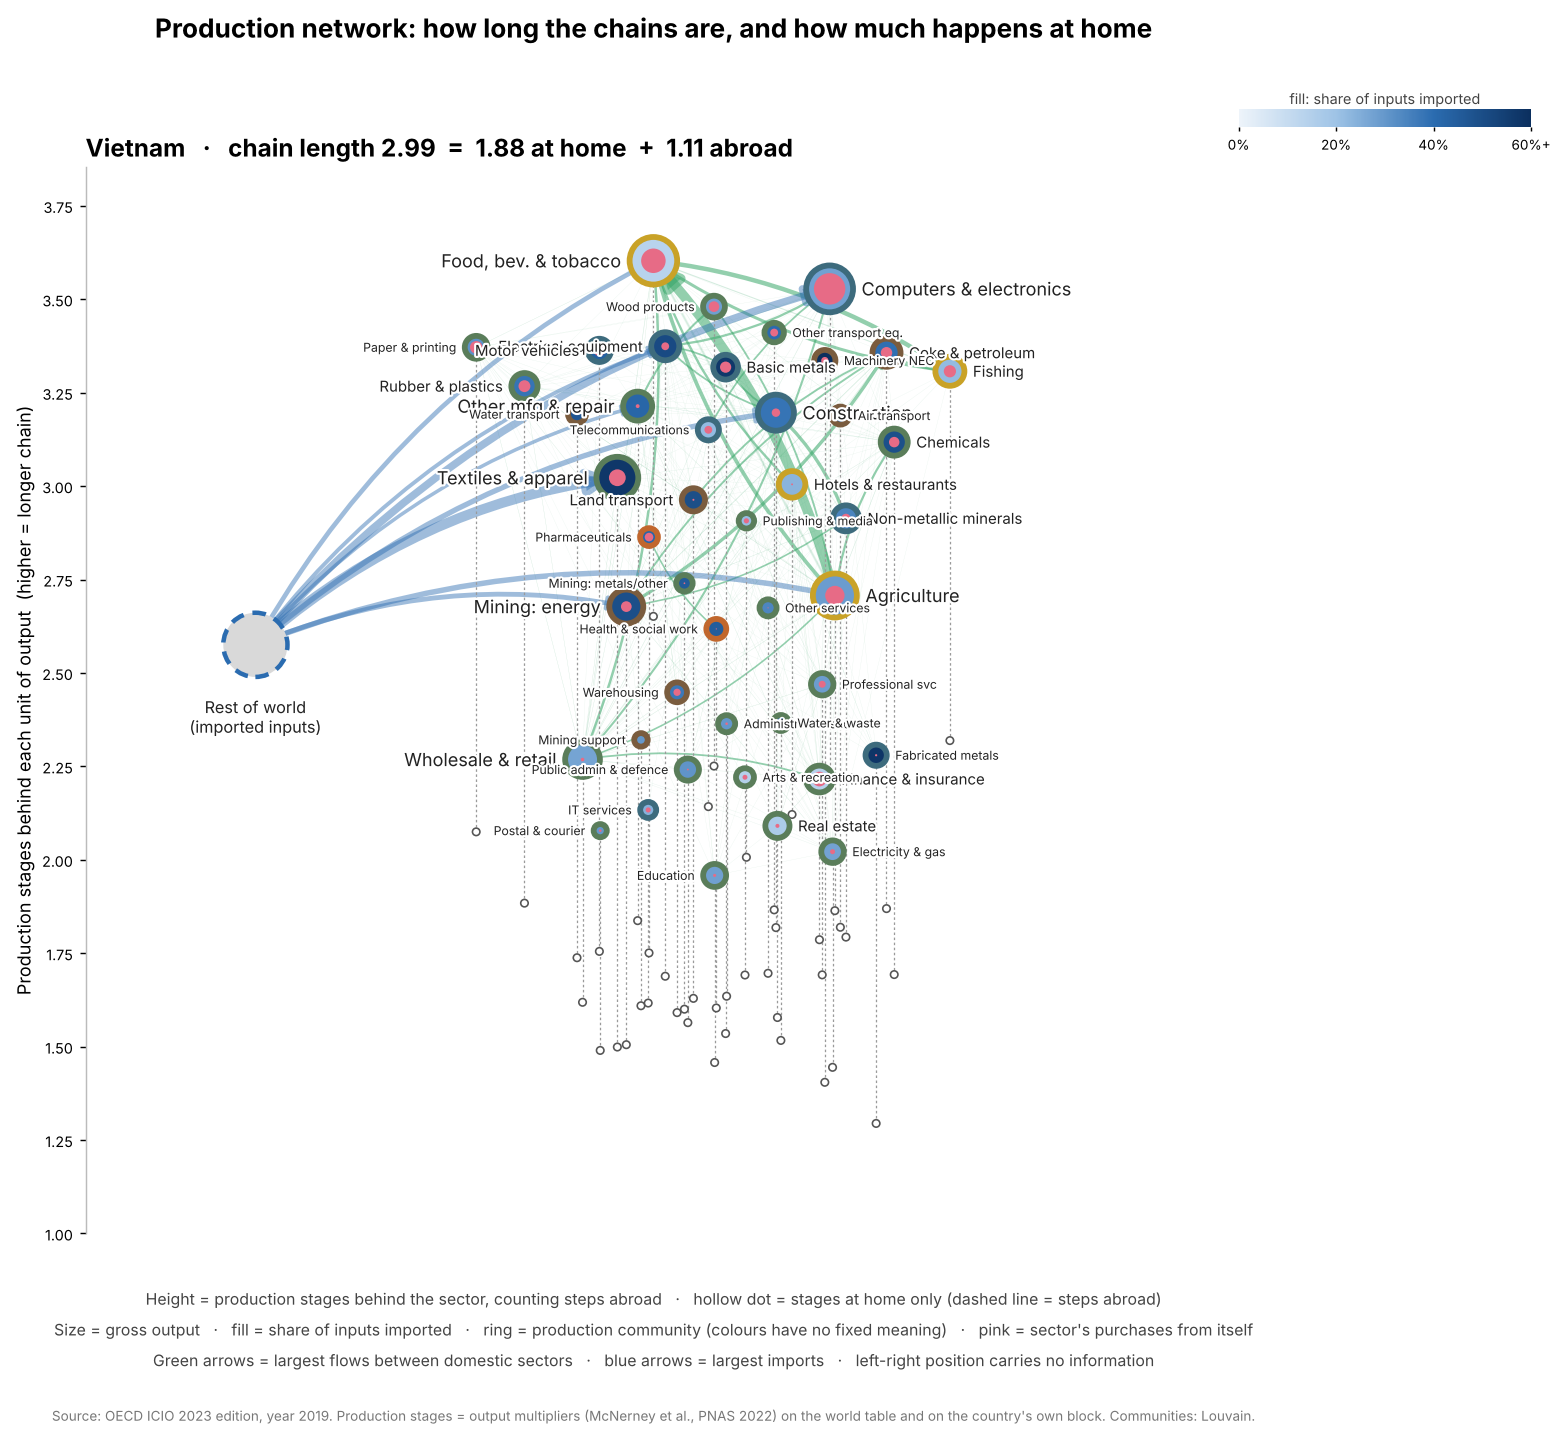 Production network: how long the chains are, and how much happens at home
fill: share of inputs imported
0%
20%
40%
60%+
Vietnam · chain length 2.99 = 1.88 at home + 1.11 abroad
Production stages behind each unit of output (higher = longer chain)
3.75
3.50
3.25
3.00
2.75
2.50
2.25
2.00
1.75
1.50
1.25
1.00
Food, bev. & tobacco
Computers & electronics
Wood products
Other transport eq.
Paper & printing
Motor vehicles
equipment
Coke & petroleum
Machinery NEC
Basic metals
Fishing
Rubber & plastics
Other mfg & repair
Water transport
Air transport
Telecommunications
Chemicals
Textiles & apparel
Hotels & restaurants
Land transport
Publishing & media
Non-metallic minerals
Pharmaceuticals
Mining: metals/other
Agriculture
Mining: energy
Other services
Health & social work
Rest of world
(imported inputs)
Professional svc
Warehousing
Water & waste
Mining support
Fabricated metals
Wholesale & retail
Public admin & defence
Arts & recreation
& insurance
IT services
Postal & courier
Real estate
Electricity & gas
Education
Height = production stages behind the sector, counting steps abroad · hollow dot = stages at home only (dashed line = steps abroad)
Size = gross output · fill = share of inputs imported · ring = production community (colours have no fixed meaning) · pink = sector's purchases from itself
Green arrows = largest flows between domestic sectors · blue arrows = largest imports · left-right position carries no information
Source: OECD ICIO 2023 edition, year 2019. Production stages = output multipliers (McNerney et al., PNAS 2022) on the world table and on the country's own block. Communities: Louvain.